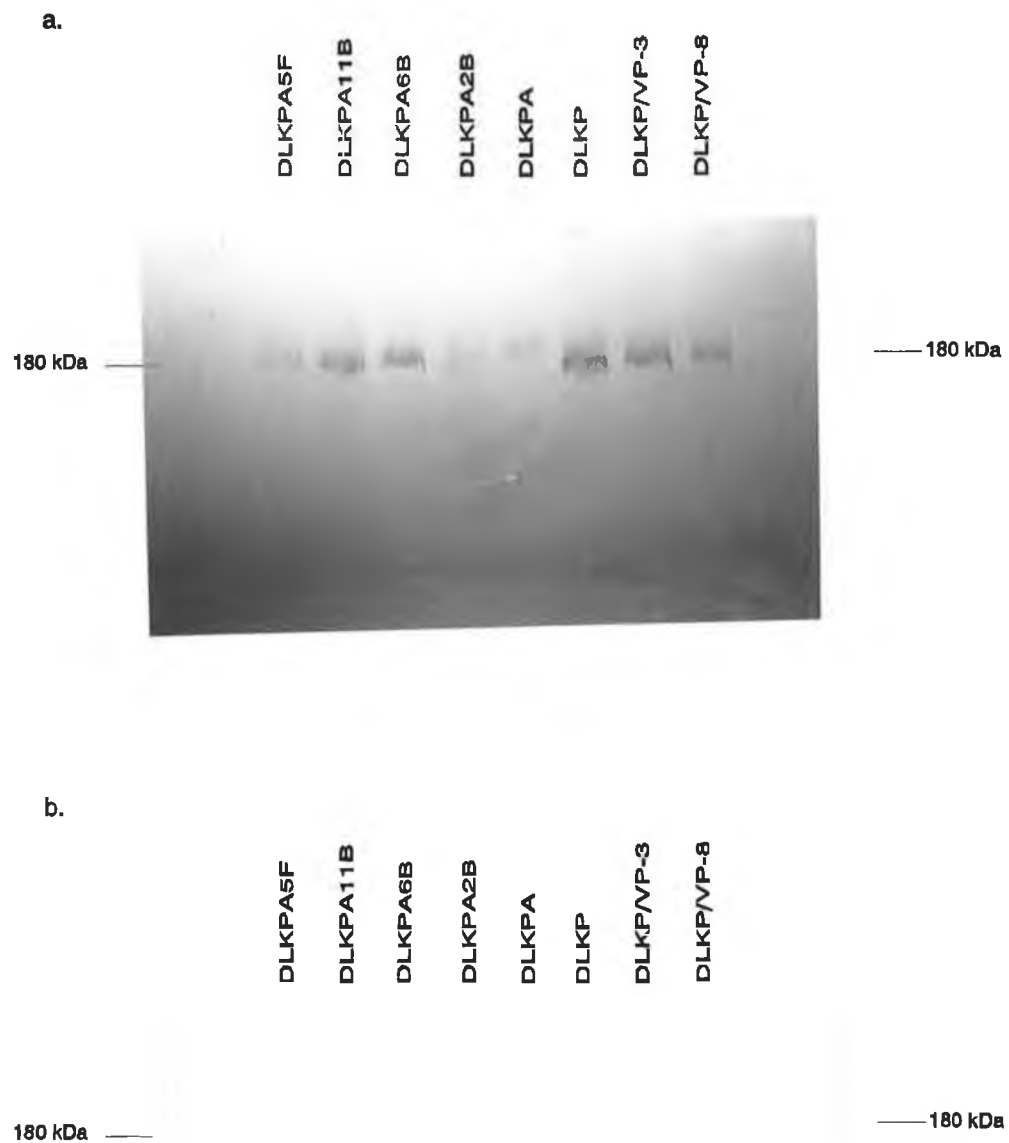 a.
DLKPA5F
DLKPA11B
DLKPA6B
DLKPA2B
DLKPA
DLKP
DLKP/VP-3
DLKP/VP-8
180 kDa
180 kDa
b.
DLKPA5F
DLKPA11B
DLKPA6B
DLKPA2B
DLKPA
DLKP
DLKP/VP-3
DLKP/VP-8
180 kDa
180 kDa